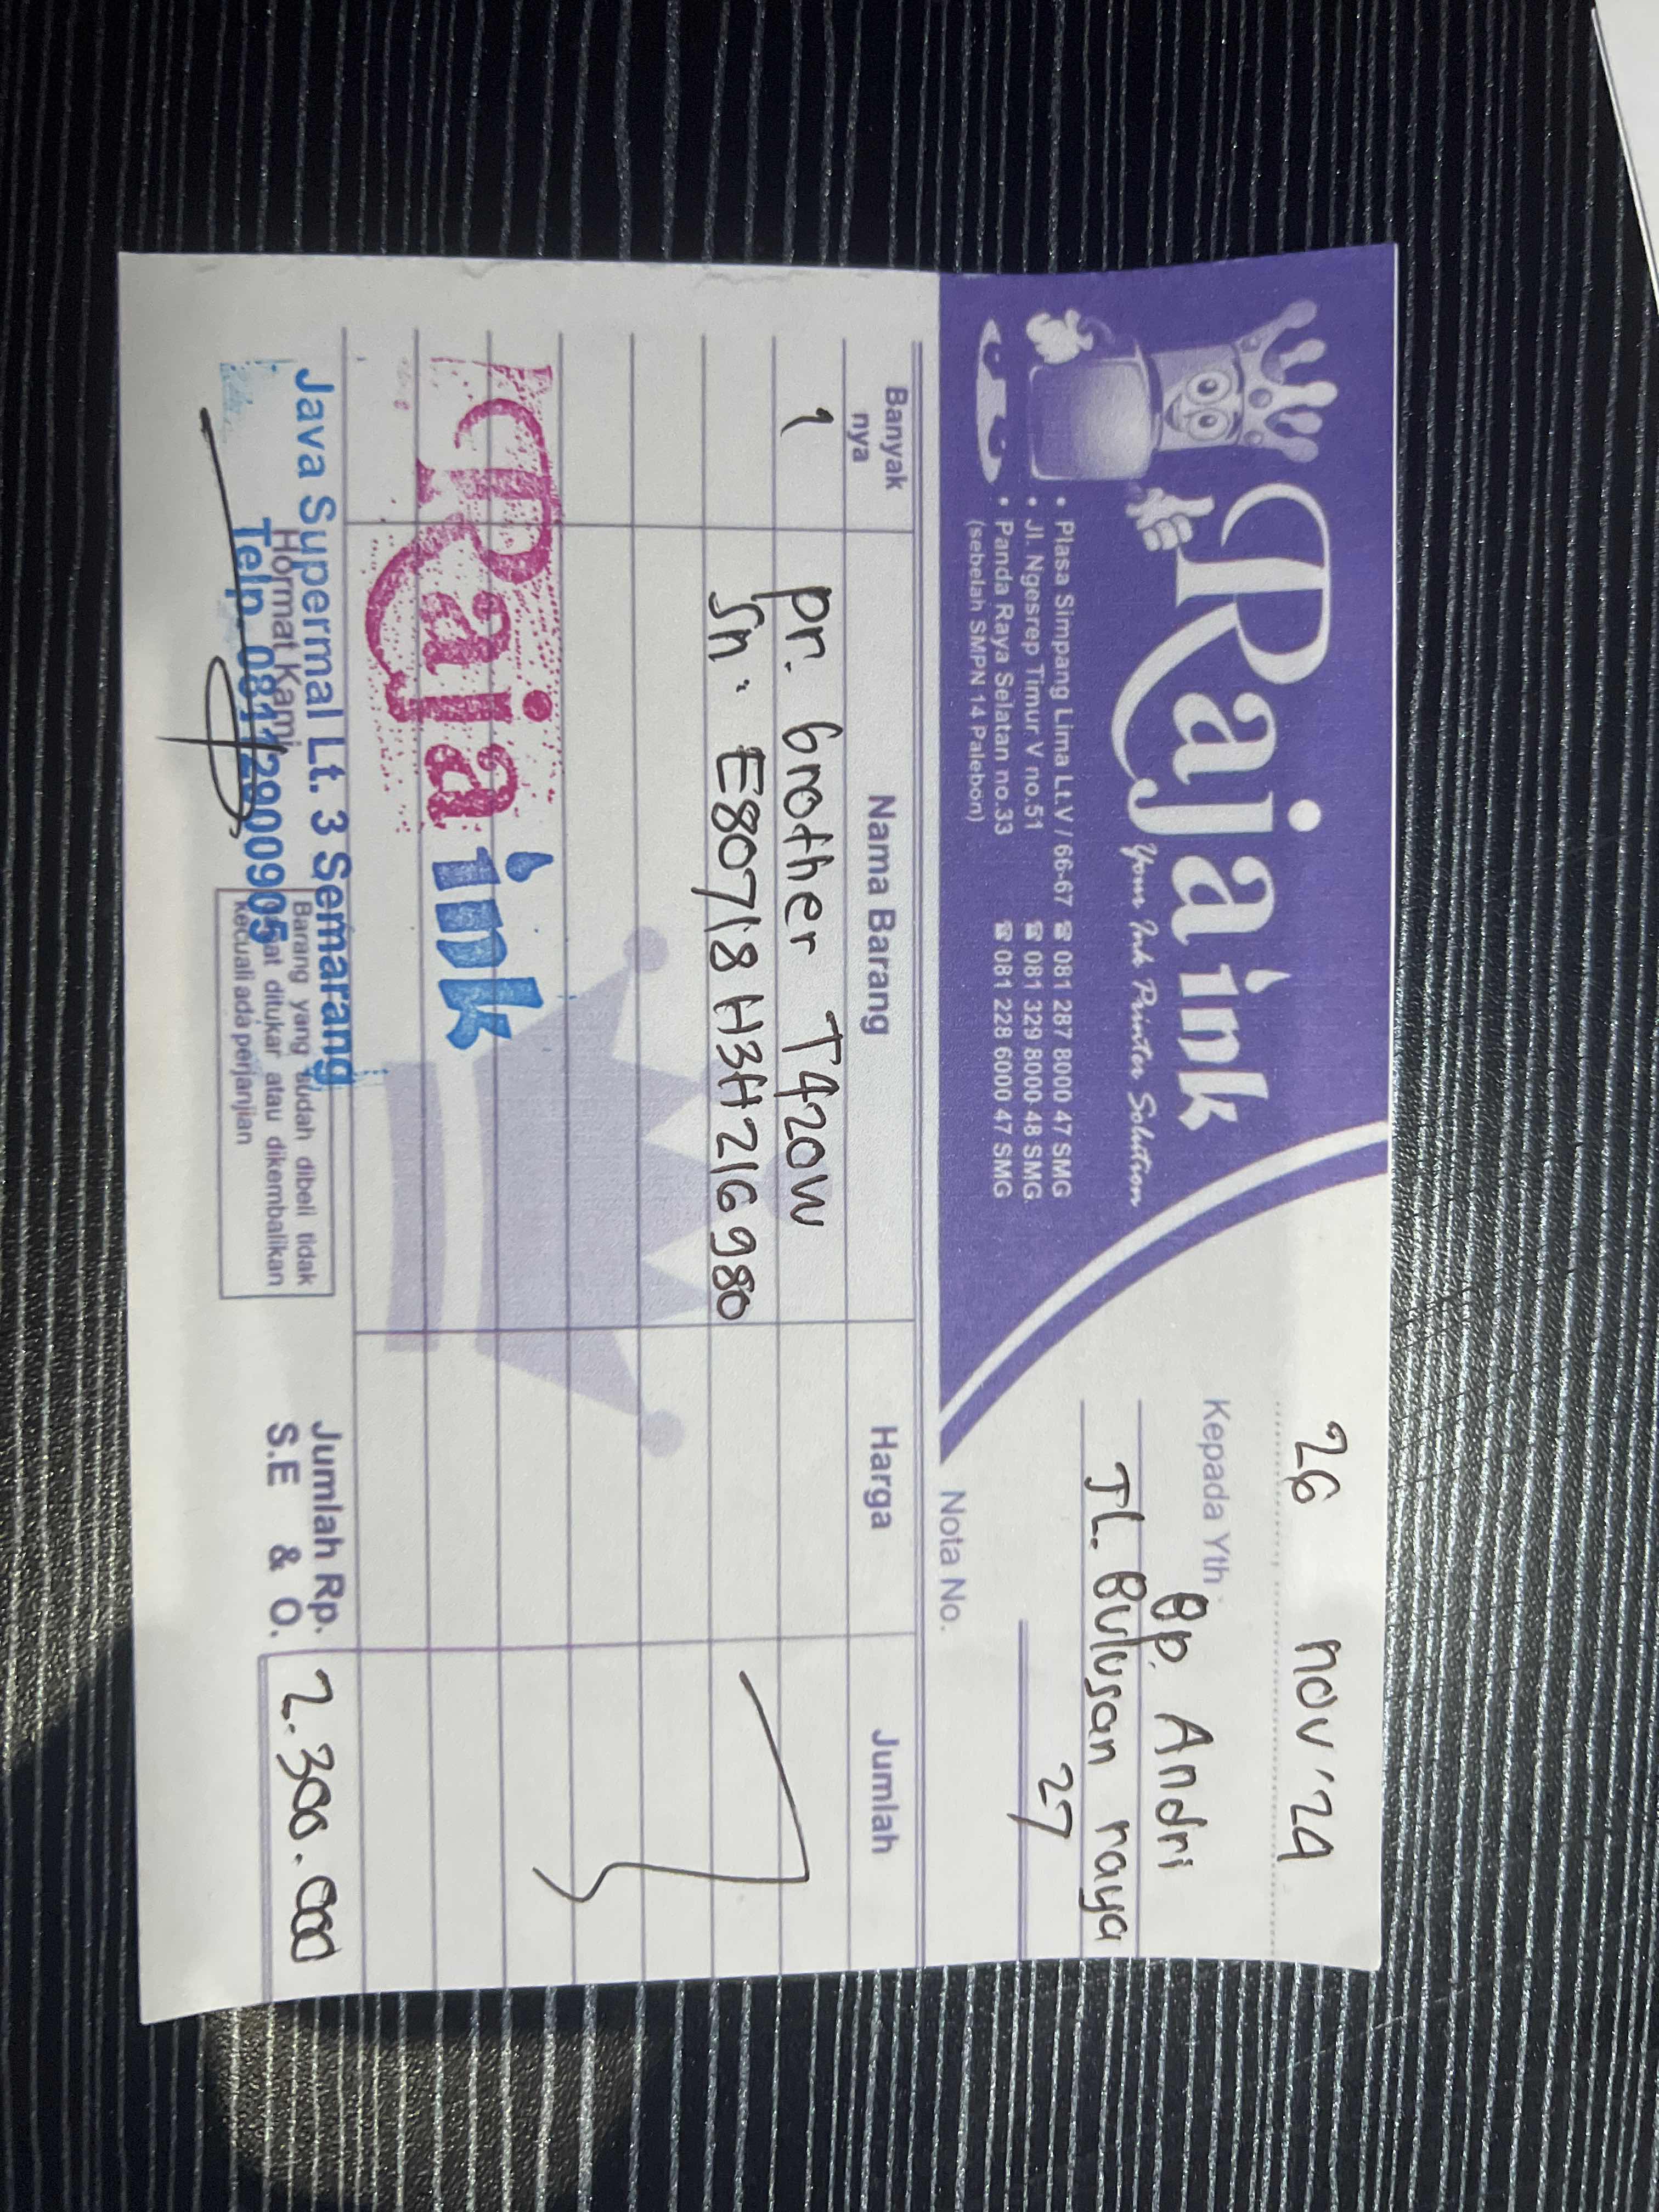 Raja ink
Your Ink Printer Solution
• Plasa Simpang Lima Lt.V / 66-67 ☎ 081 287 8000 47 SMG
• Jl. Ngesrep Timur V no.51 ☎ 081 329 8000 48 SMG.
• Panda Raya Selatan no.33 ☎ 081 228 6000 47 SMG
(sebelah SMPN 14 Palebon)
26 nov '24
Kepada Yth.
Bp. Andri
Jl. Bulusan raya
27
Nota No.
Banyak nya Nama Barang Harga Jumlah
1 pr. brother T420W
Sn. E80718H3H216980
Raja ink
Java Supermal Lt. 3 Semarang
Hormat Kami
Telp. 08112900905
Barang yang sudah dibeli tidak
dapat ditukar atau dikembalikan
kecuali ada perjanjian
Jumlah Rp. 2.300.000
S.E & O.